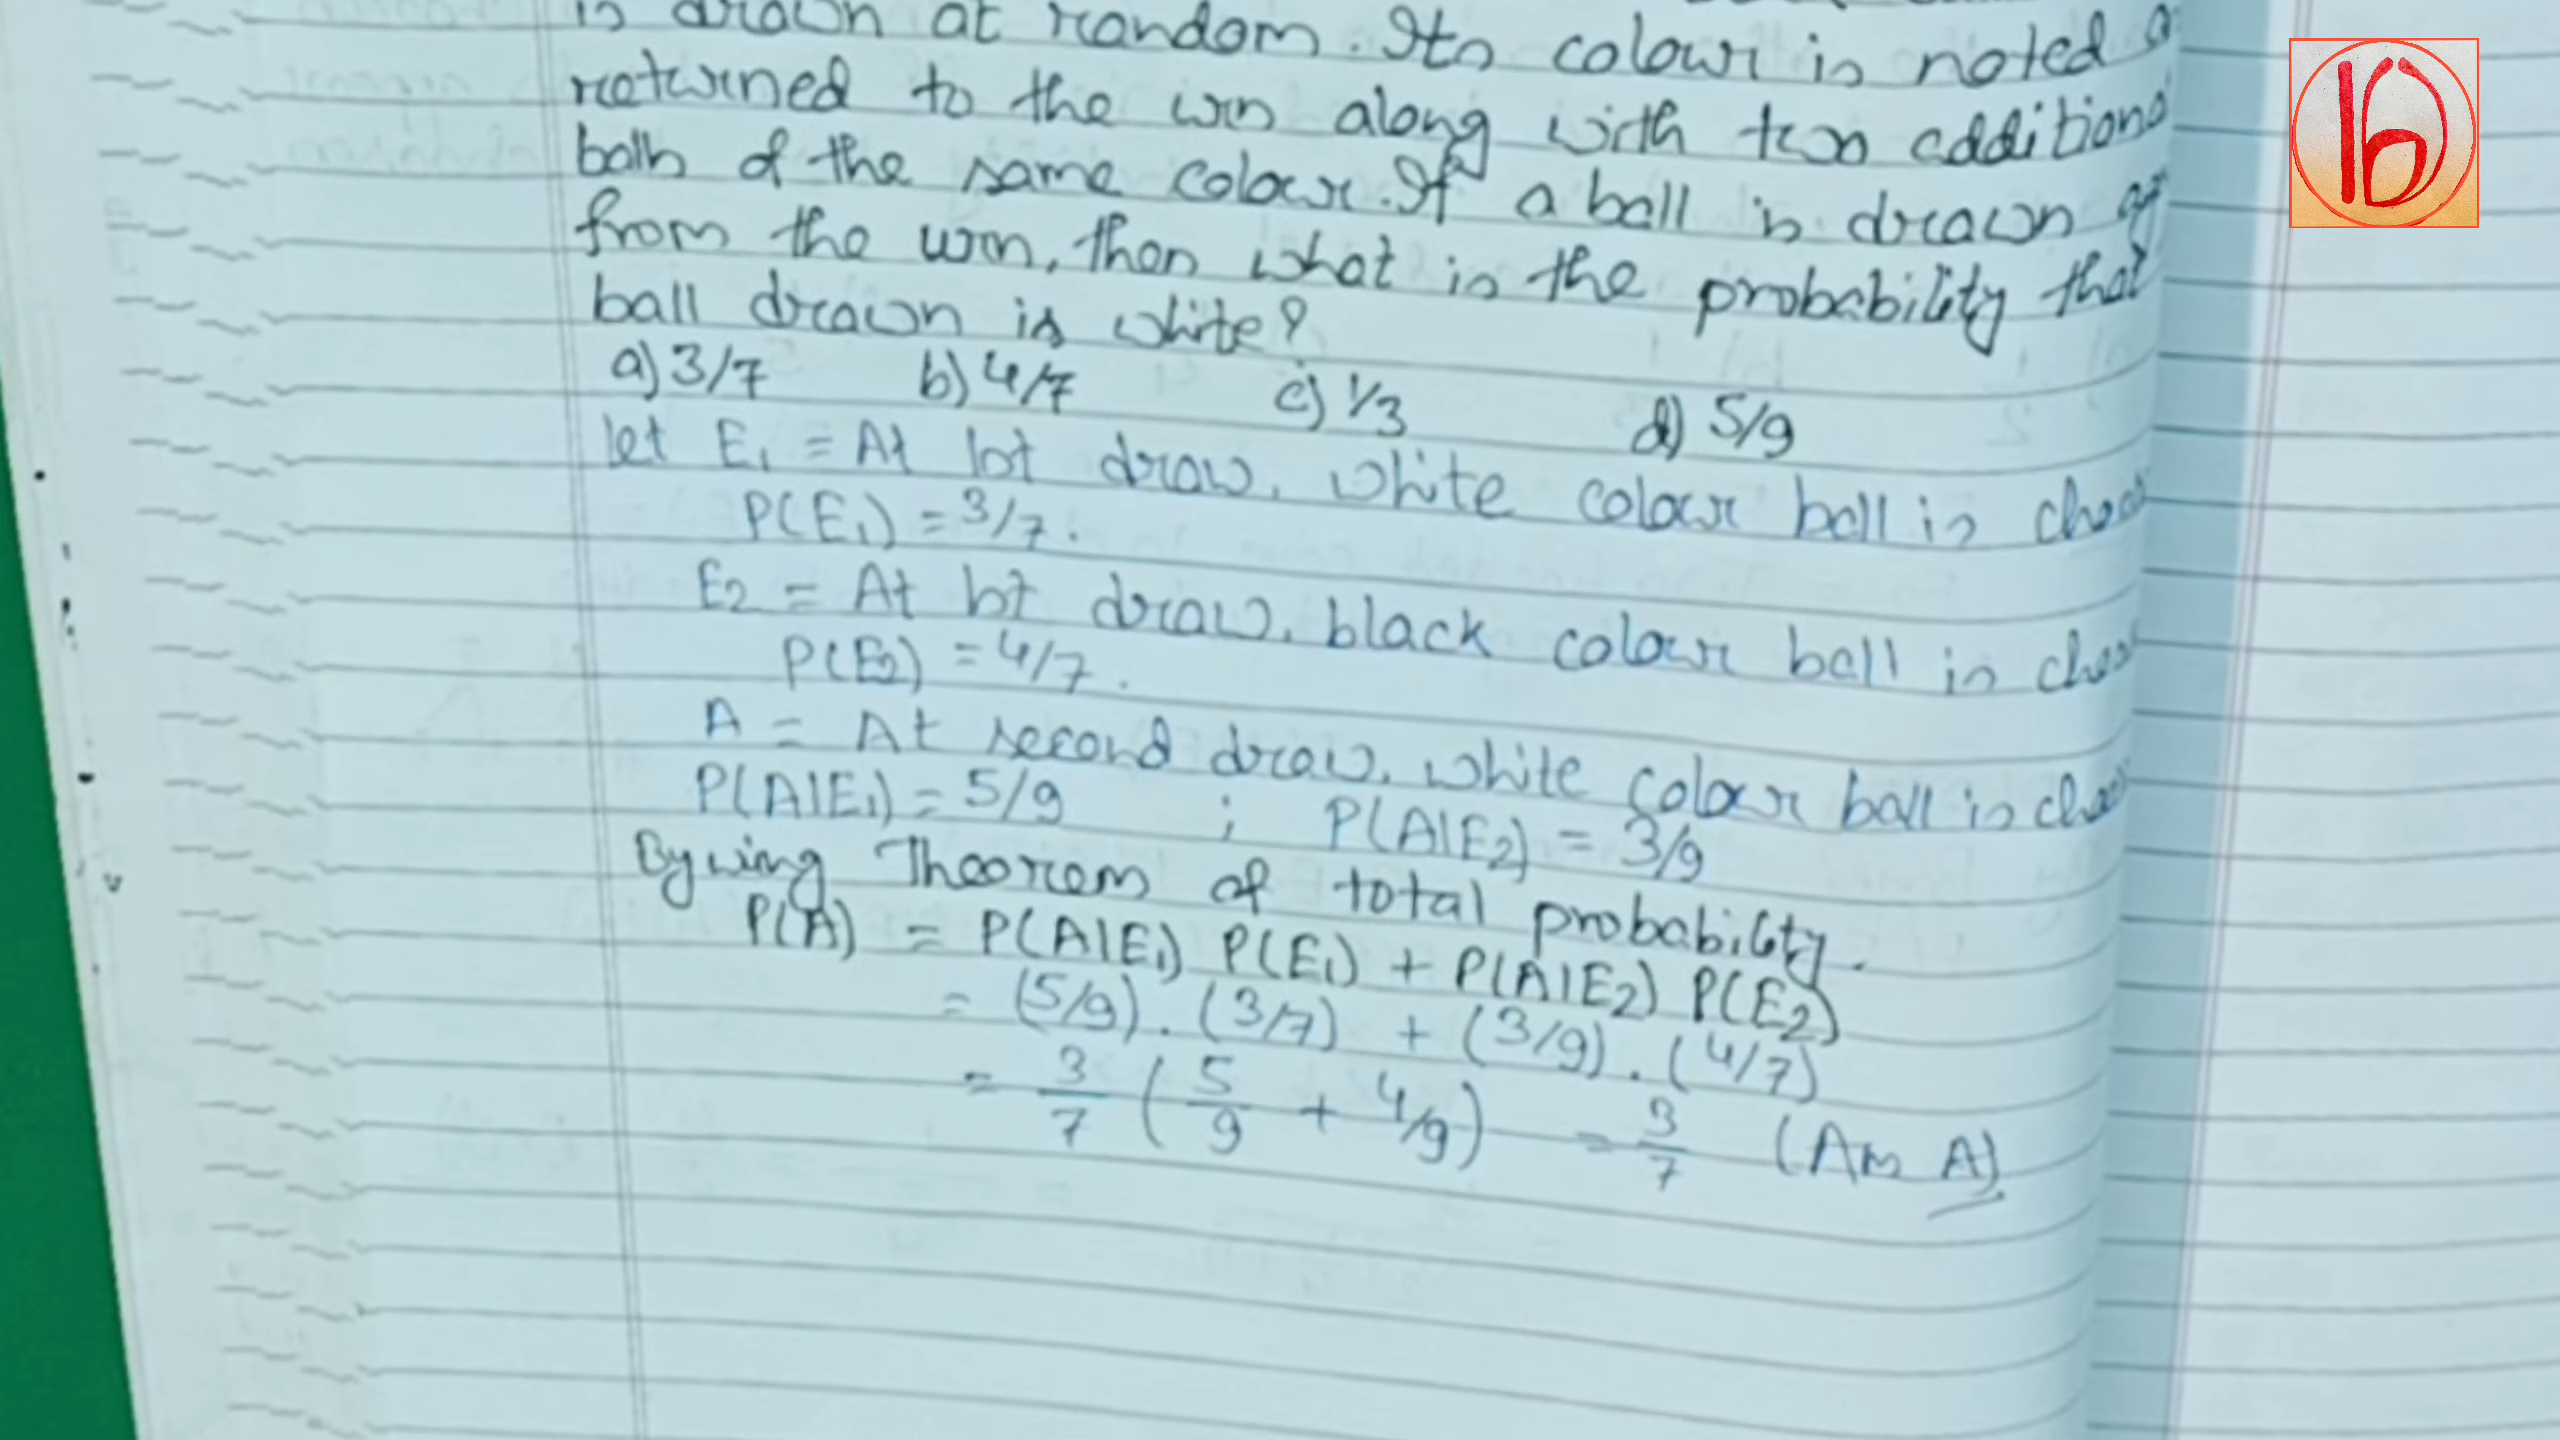 is drawn at random. Its colour is noted
returned to the urn along with two additional
balls of the same colour. If a ball is drawn
from the urn, then what is the probability that
ball drawn is white?
a) 3/7 b) 4/7 c) 1/3 d) 5/9
let E1 = At 1st draw, white colour ball is
P(E1) = 3/7.
E2 = At 1st draw, black colour ball is
P(E2) = 4/7.
A = At second draw, white colour ball is
P(A|E1) = 5/9 ; P(A|E2) = 3/9
By using Theorem of total probability.
P(A) = P(A|E1) P(E1) + P(A|E2) P(E2)
= (5/9) . (3/7) + (3/9) . (4/7)
= 3/7 ( 5/9 + 4/9 ) = 3/7 (Ans A)